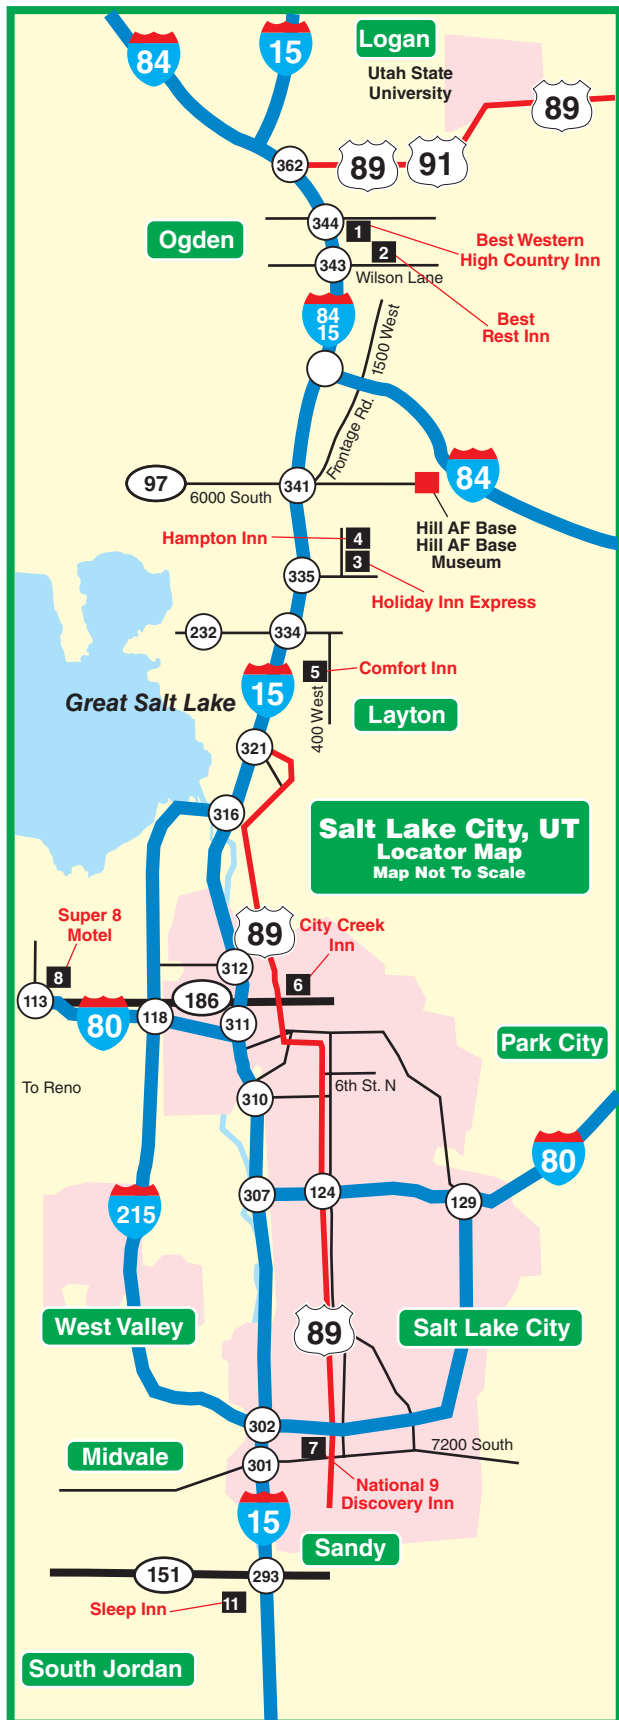 84
15
Logan
Utah State
University
89
362
89
91
344
1
Ogden
Best Western
High Country Inn
2
343
Wilson Lane
84
15
Best
Rest Inn
1500 West
Frontage Rd.
97
6000 South
341
84
Hill AF Base
Hill AF Base
Museum
Hampton Inn
4
3
335
Holiday Inn Express
232
334
5
Comfort Inn
15
Great Salt Lake
400 West
Layton
321
316
Salt Lake City, UT
Locator Map
Map Not To Scale
Super 8
Motel
89
City Creek
Inn
312
8
6
113
186
118
311
80
Park City
To Reno
6th St. N
310
80
307
124
129
215
West Valley
89
Salt Lake City
302
7
7200 South
Midvale
301
National 9
Discovery Inn
15
Sandy
151
293
Sleep Inn
11
South Jordan